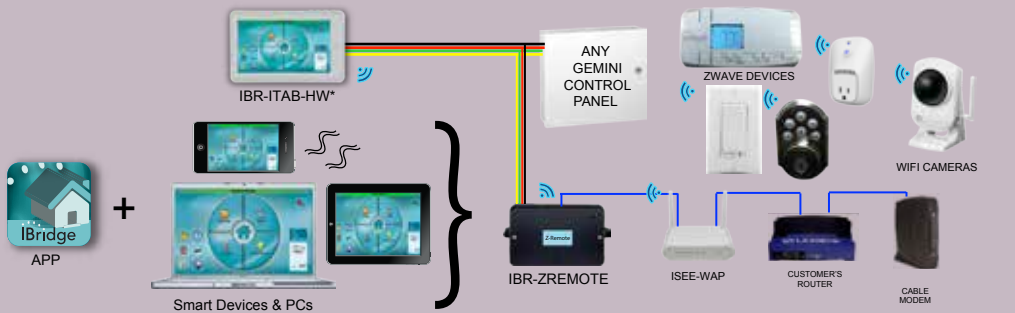 IBR-ITAB-HW*
ANY
GEMINI
CONTROL
PANEL
ZWAVE DEVICES
WIFI CAMERAS
IBridge
APP
+
Smart Devices & PCs
}
Z-Remote
IBR-ZREMOTE
ISEE-WAP
CUSTOMER'S
ROUTER
CABLE
MODEM